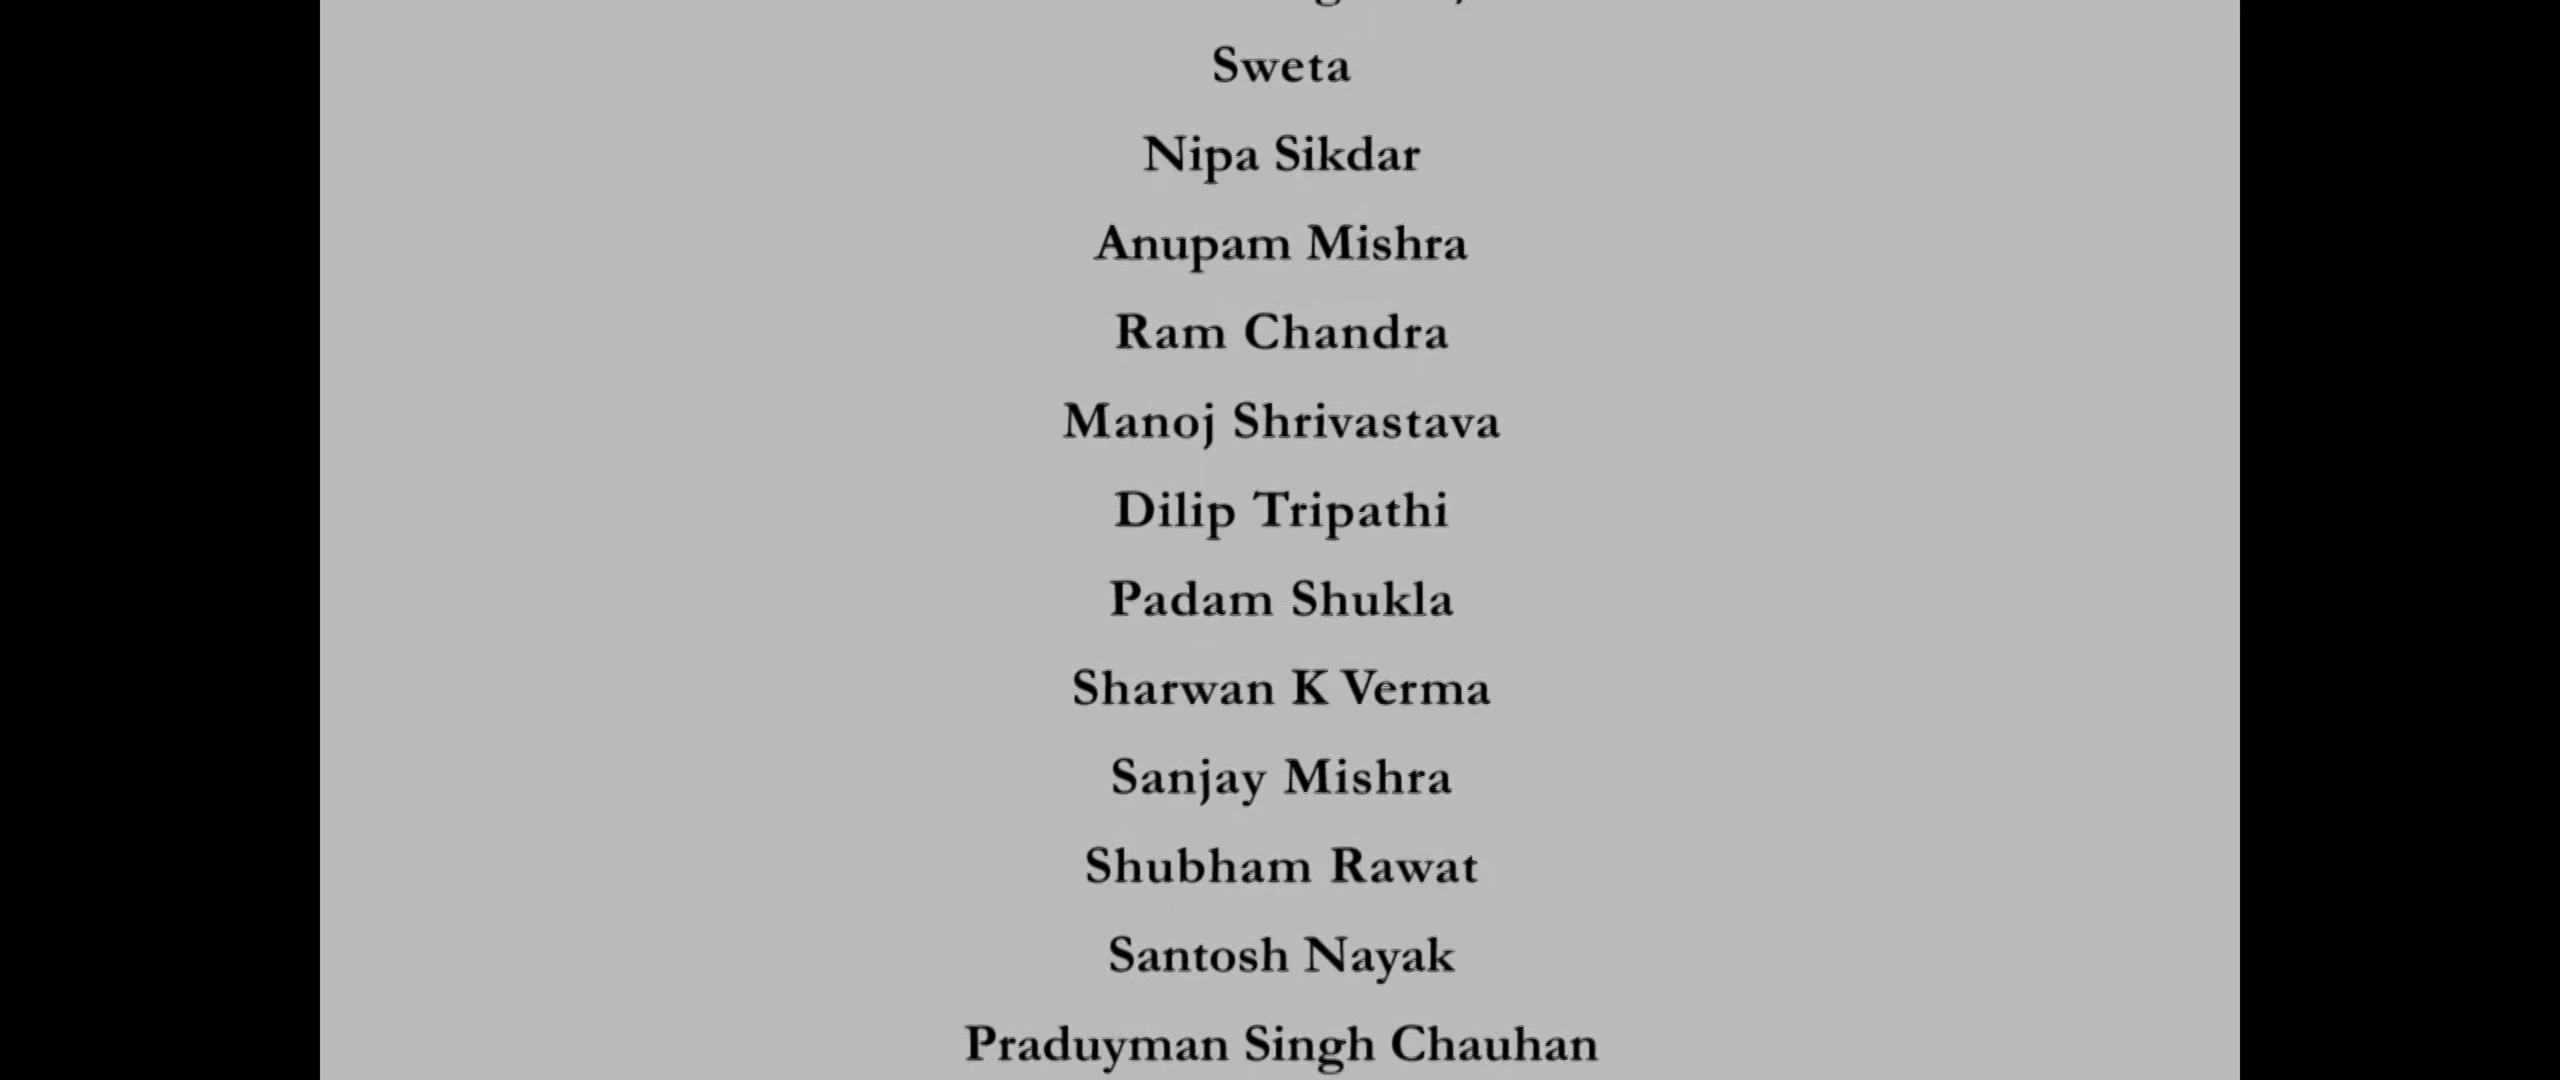 Sweta
Nipa Sikdar
Anupam Mishra
Ram Chandra
Manoj Shrivastava
Dilip Tripathi
Padam Shukla
Sharwan K Verma
Sanjay Mishra
Shubham Rawat
Santosh Nayak
Praduyman Singh Chauhan